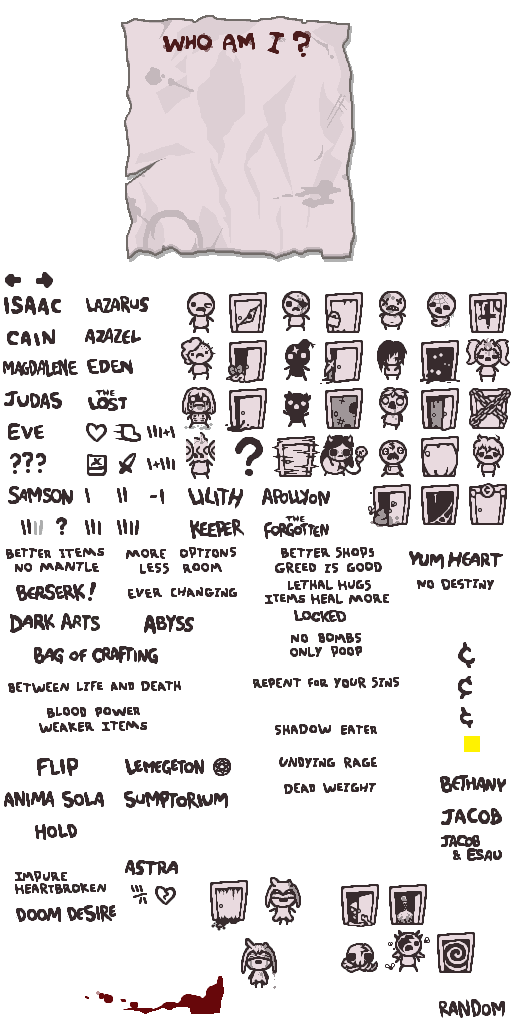 WHO AM I ?
ISAAC LAZARUS
CAIN AZAZEL
MAGDALENE EDEN
JUDAS THE LOST
EVE
???
?
SAMSON I II -I LILITH APOLLYON
IIII ? III IIII KEEPER THE FORGOTTEN
BETTER ITEMS
NO MANTLE
MORE OPTIONS
LESS ROOM
BETTER SHOPS
GREED IS GOOD
YUM HEART
BERSERK! EVER CHANGING
LETHAL HUGS
ITEMS HEAL MORE
NO DESTINY
LOCKED
DARK ARTS ABYSS
NO BOMBS
ONLY POOP
BAG OF CRAFTING
¢
BETWEEN LIFE AND DEATH
REPENT FOR YOUR SINS
¢
BLOOD POWER
WEAKER ITEMS
¢
SHADOW EATER
FLIP LEMEGETON
UNDYING RAGE
ANIMA SOLA SUMPTORIUM
DEAD WEIGHT
BETHANY
HOLD
JACOB
JACOB
& ESAU
ASTRA
IMPURE
HEARTBROKEN
DOOM DESIRE
RANDOM